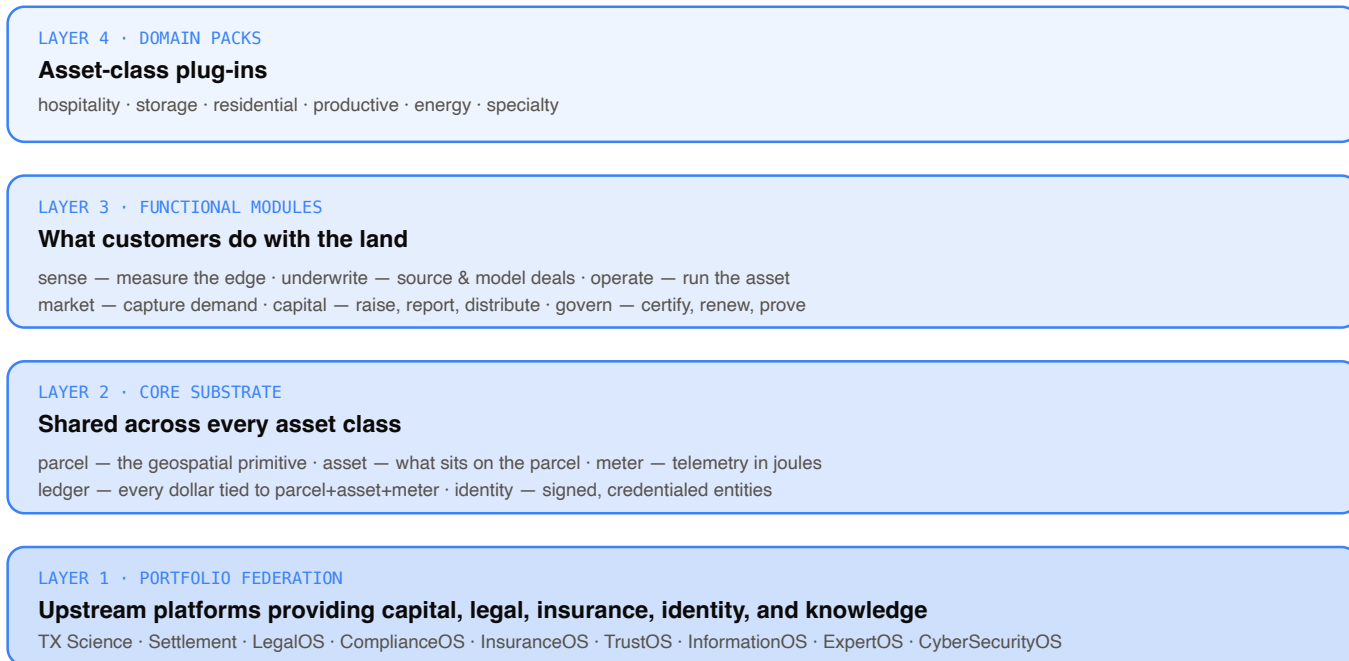 LAYER 4 · DOMAIN PACKS
Asset-class plug-ins
hospitality · storage · residential · productive · energy · specialty
LAYER 3 · FUNCTIONAL MODULES
What customers do with the land
sense — measure the edge · underwrite — source & model deals · operate — run the asset
market — capture demand · capital — raise, report, distribute · govern — certify, renew, prove
LAYER 2 · CORE SUBSTRATE
Shared across every asset class
parcel — the geospatial primitive · asset — what sits on the parcel · meter — telemetry in joules
ledger — every dollar tied to parcel+asset+meter · identity — signed, credentialed entities
LAYER 1 · PORTFOLIO FEDERATION
Upstream platforms providing capital, legal, insurance, identity, and knowledge
TX Science · Settlement · LegalOS · ComplianceOS · InsuranceOS · TrustOS · InformationOS · ExpertOS · CyberSecurityOS